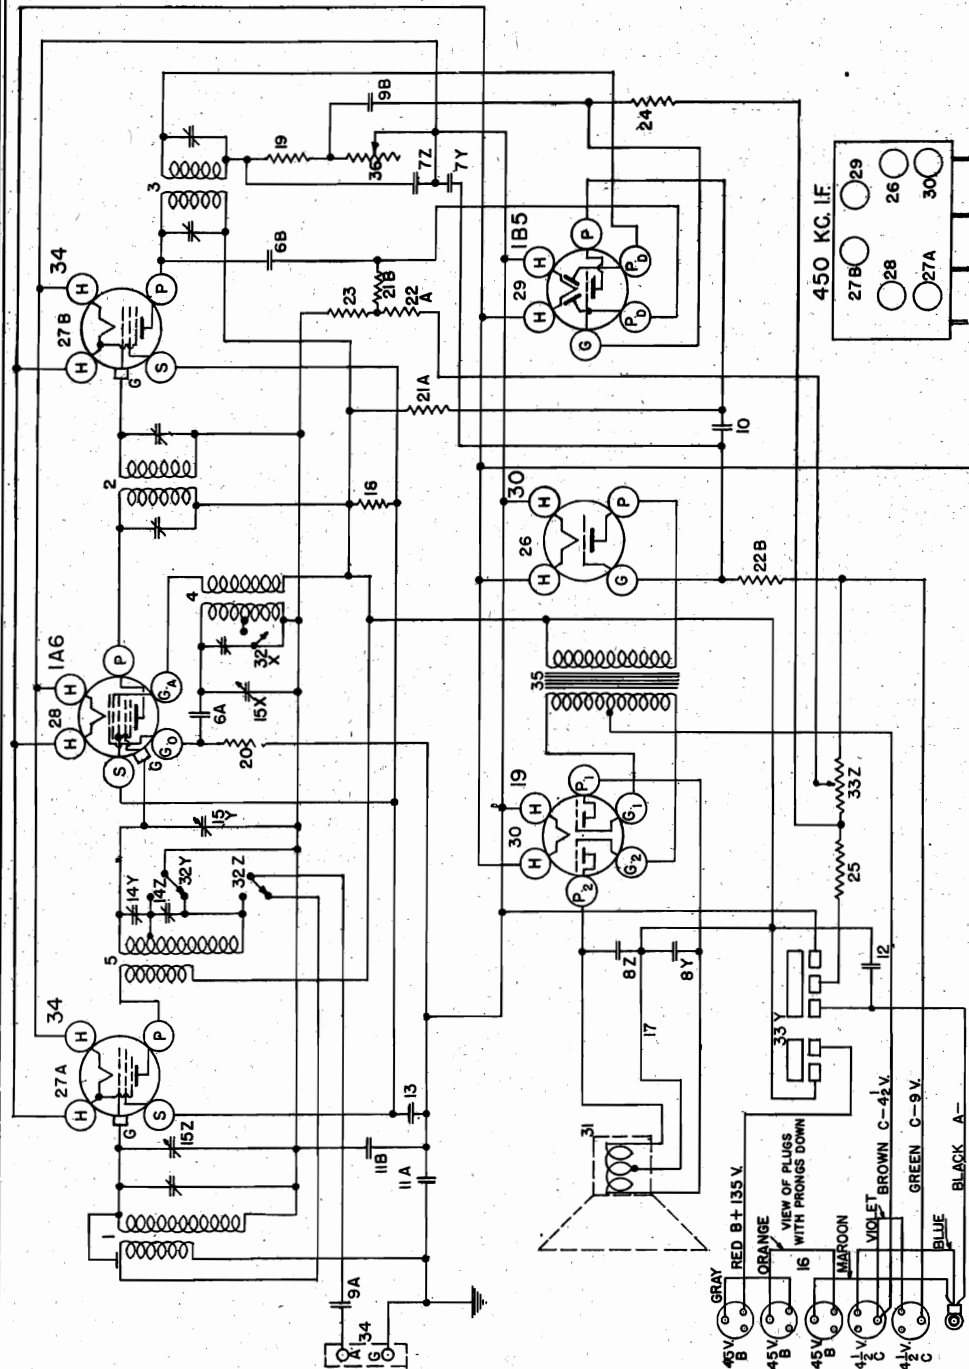 34
27A
H
H
P
S
G
1
15Z
11B
13
11A
9A
A
G
34
5
14Y
14Z
32Y
32Z
15Y
1A6
28
H
H
P
S
G
GO
GA
6A
20
15X
32X
4
2
16
34
27B
H
H
P
S
G
3
6B
23
21B
22A
19
36
7Z
7Y
9B
24
21A
10
1B5
29
H
H
P
PD
PD
G
30
26
H
H
P
G
22B
35
19
30
H
H
P1
P2
G1
G2
33Z
25
8Z
8Y
17
31
33Y
12
450 KC. I.F.
27B
29
28
26
27A
30
GRAY
RED B+135 V.
ORANGE
VIEW OF PLUGS
WITH PRONGS DOWN
16
MAROON
VIOLET
BROWN C-4½ V.
GREEN C-9 V.
BLUE
BLACK A-
45V. B
45V. B
45V. B
4½ V. C
4½ V. C